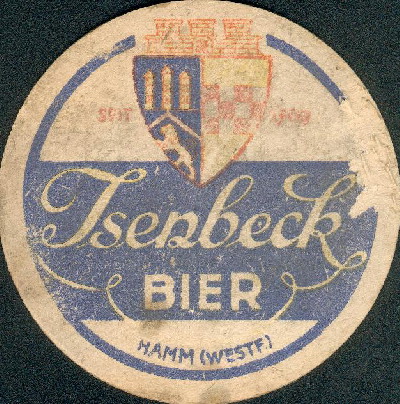 SEIT
Isenbeck
BIER
HAMM (WESTF.)